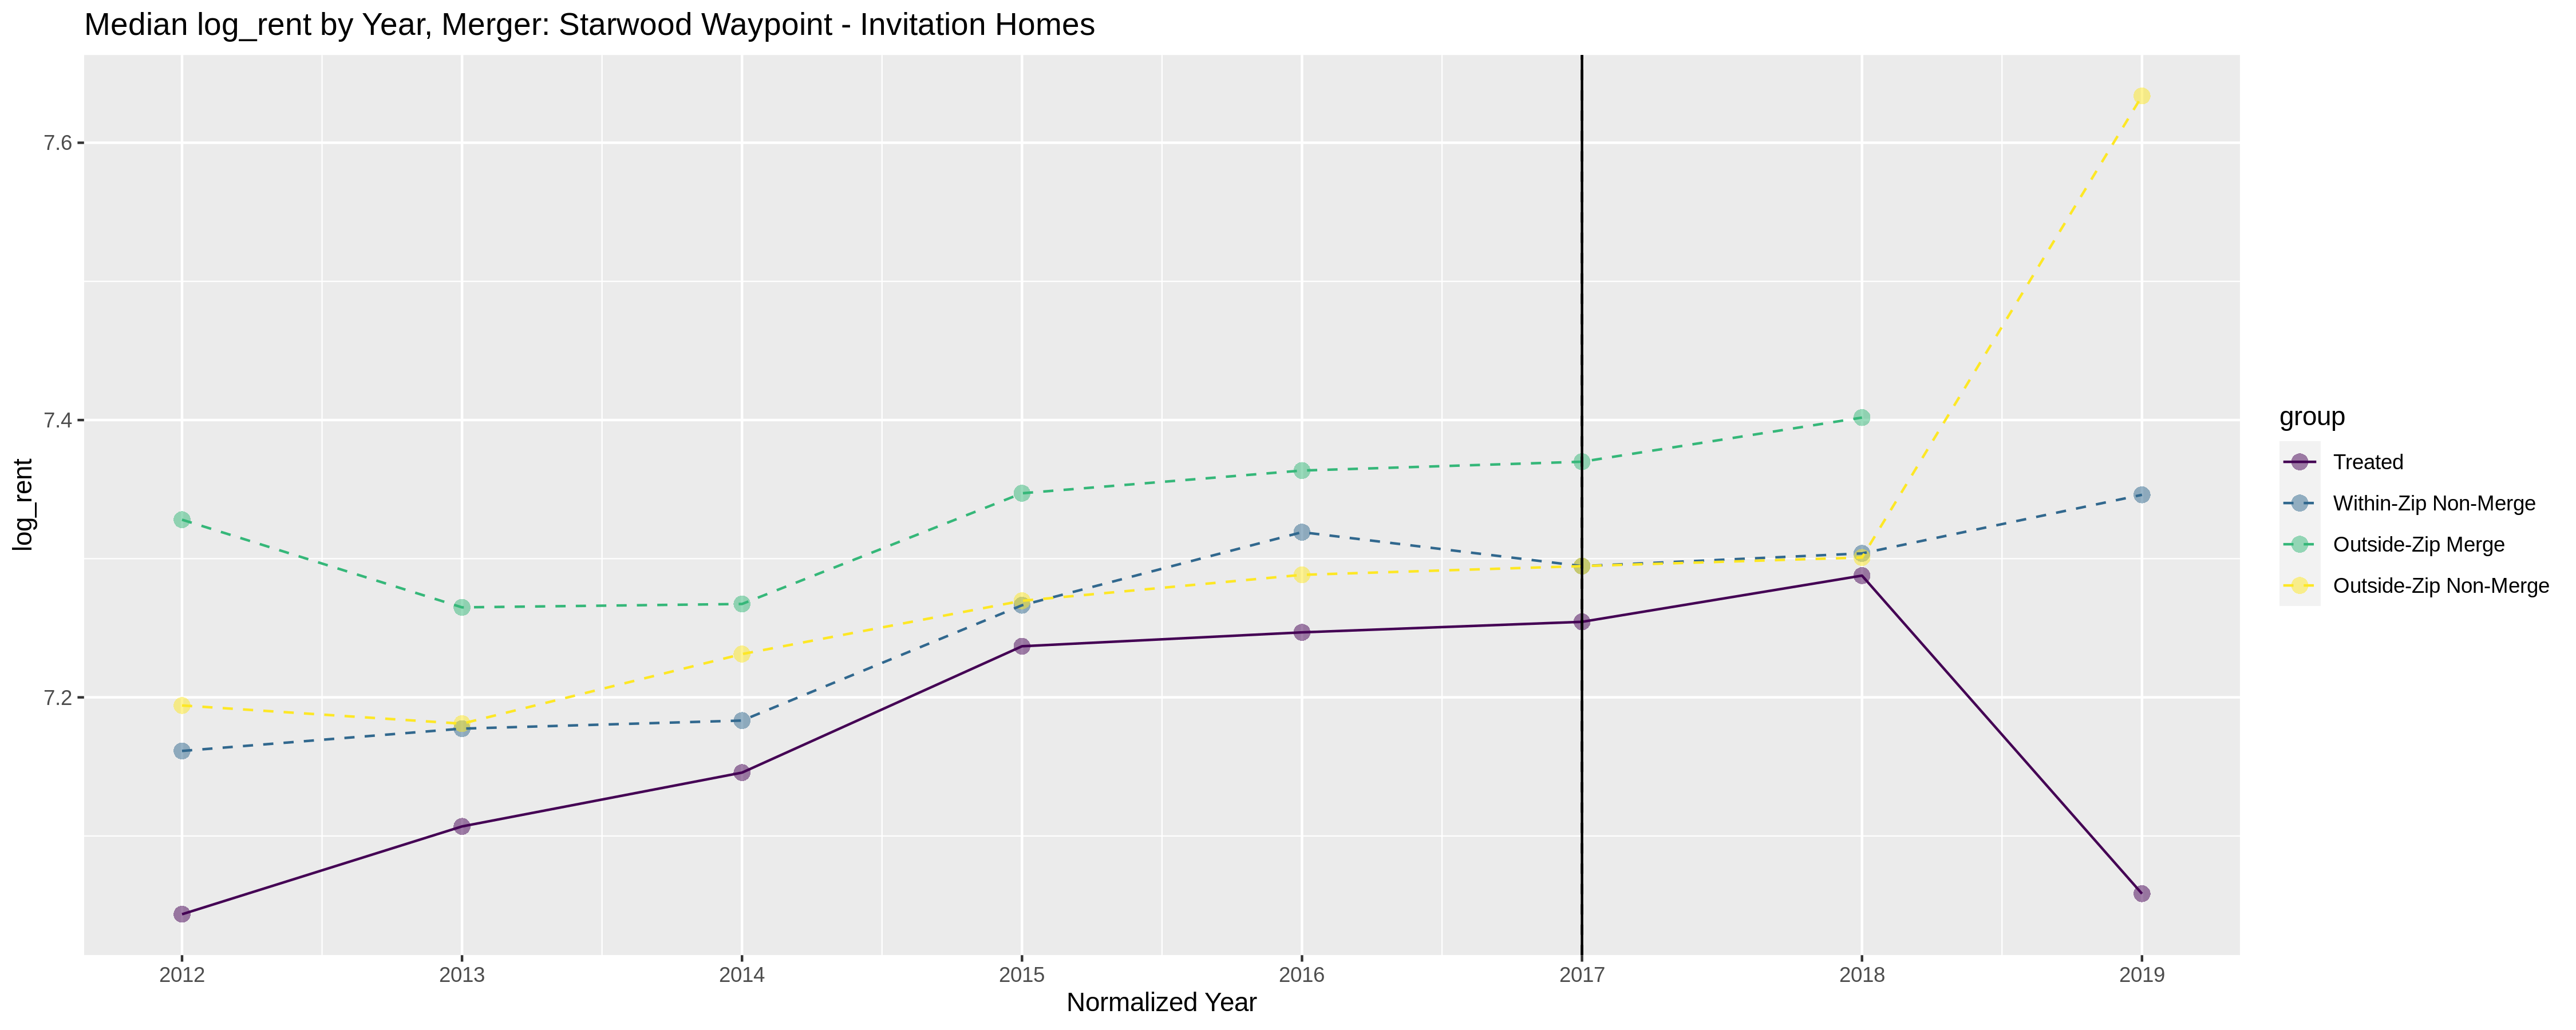 Median log_rent by Year, Merger: Starwood Waypoint - Invitation Homes
7.6
7.4
7.2
log_rent
2012 2013 2014 2015 2016 2017 2018 2019
Normalized Year
group
Treated
Within-Zip Non-Merge
Outside-Zip Merge
Outside-Zip Non-Merge